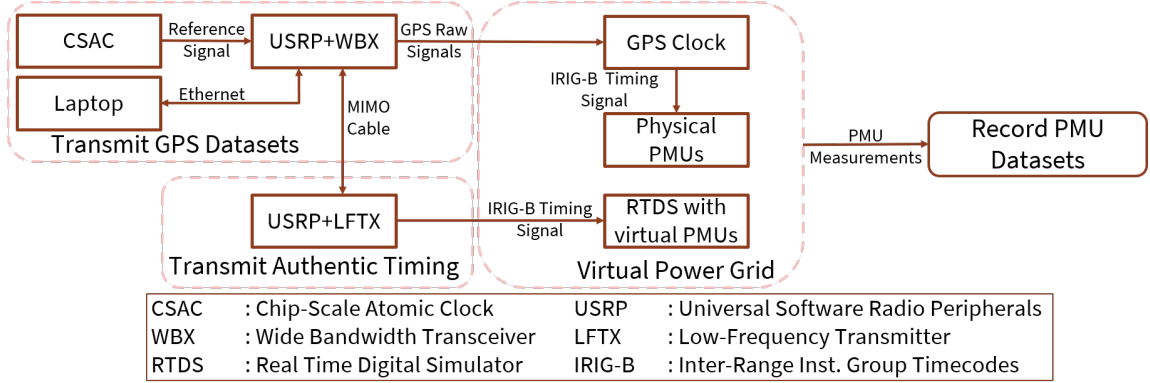 CSAC
Reference
Signal
USRP+WBX
GPS Raw
Signals
GPS Clock
Laptop
Ethernet
MIMO
Cable
IRIG-B Timing
Signal
Transmit GPS Datasets
Physical
PMUs
PMU
Measurements
Record PMU
Datasets
USRP+LFTX
IRIG-B Timing
Signal
RTDS with
virtual PMUs
Transmit Authentic Timing
Virtual Power Grid
CSAC : Chip-Scale Atomic Clock USRP : Universal Software Radio Peripherals
WBX : Wide Bandwidth Transceiver LFTX : Low-Frequency Transmitter
RTDS : Real Time Digital Simulator IRIG-B : Inter-Range Inst. Group Timecodes